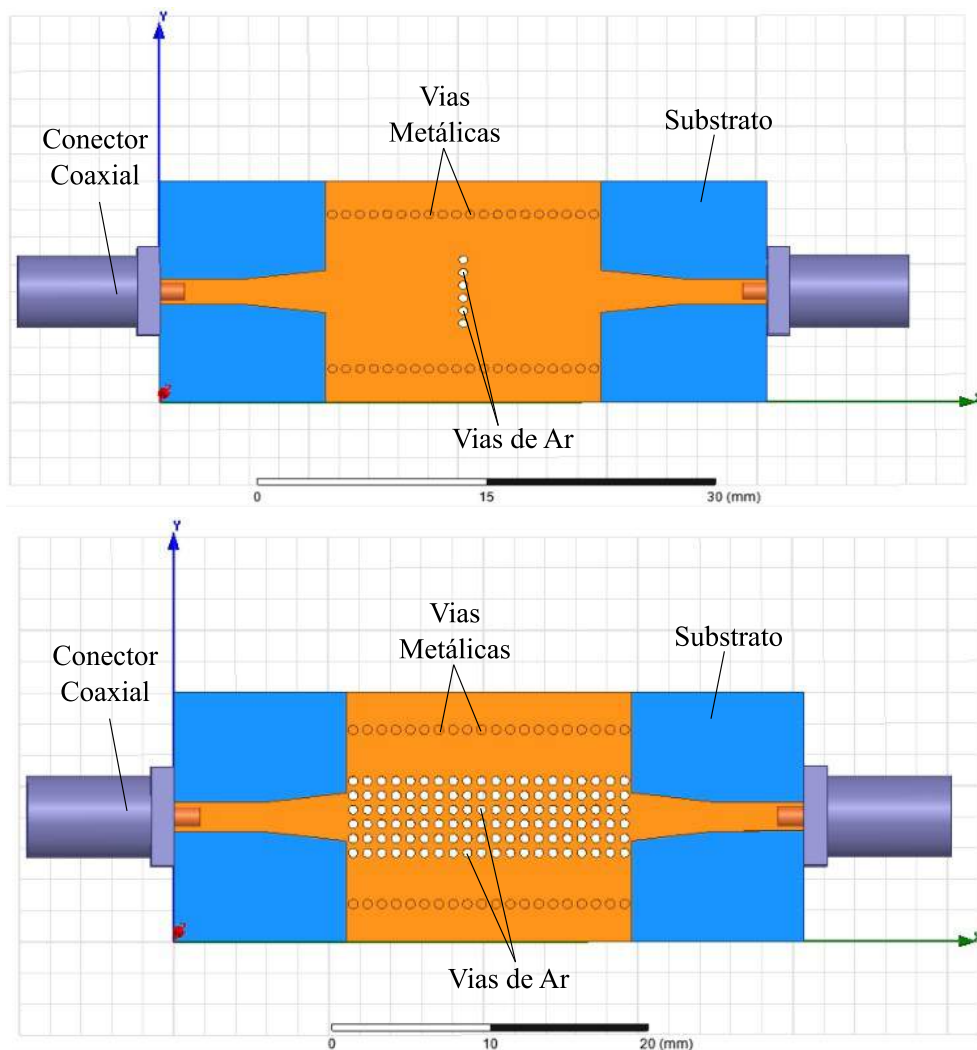 Y
Vias
Metálicas
Substrato
Conector
Coaxial
Z
Vias de Ar
0
15
30 (mm)
Y
Vias
Metálicas
Substrato
Conector
Coaxial
Z
Vias de Ar
0
10
20 (mm)